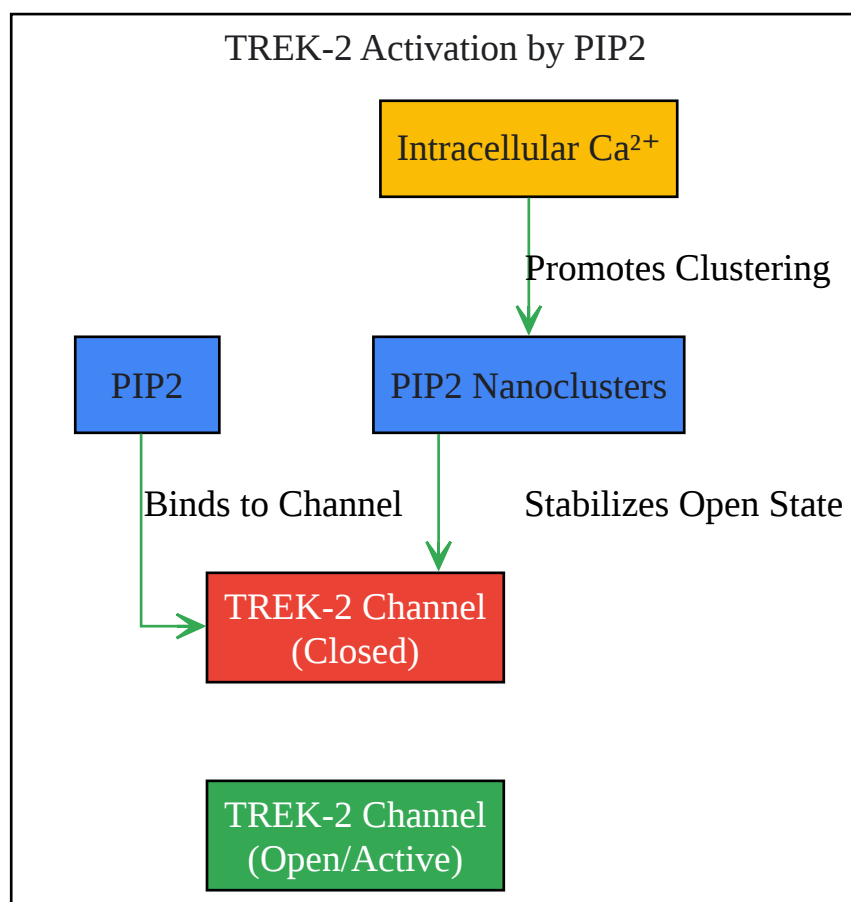 TREK-2 Activation by PIP2
Intracellular Ca²⁺
Promotes Clustering
PIP2
PIP2 Nanoclusters
Binds to Channel
Stabilizes Open State
TREK-2 Channel
(Closed)
TREK-2 Channel
(Open/Active)